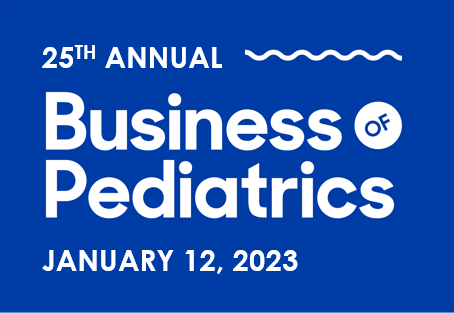 25TH ANNUAL
Business OF
Pediatrics
JANUARY 12, 2023